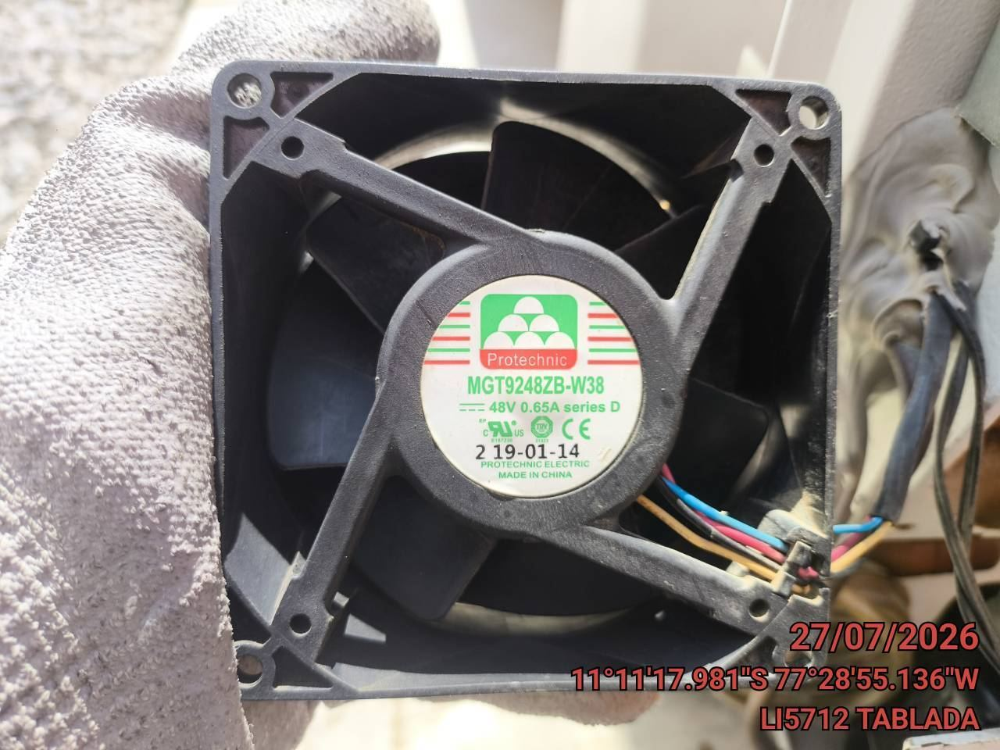 Protechnic
MGT9248ZB-W38
48V 0.65A series D
C US CE
2 19-01-14
PROTECHNIC ELECTRIC
MADE IN CHINA
27/07/2026
11°11'17.981"S 77°28'55.136"W
LI5712 TABLADA